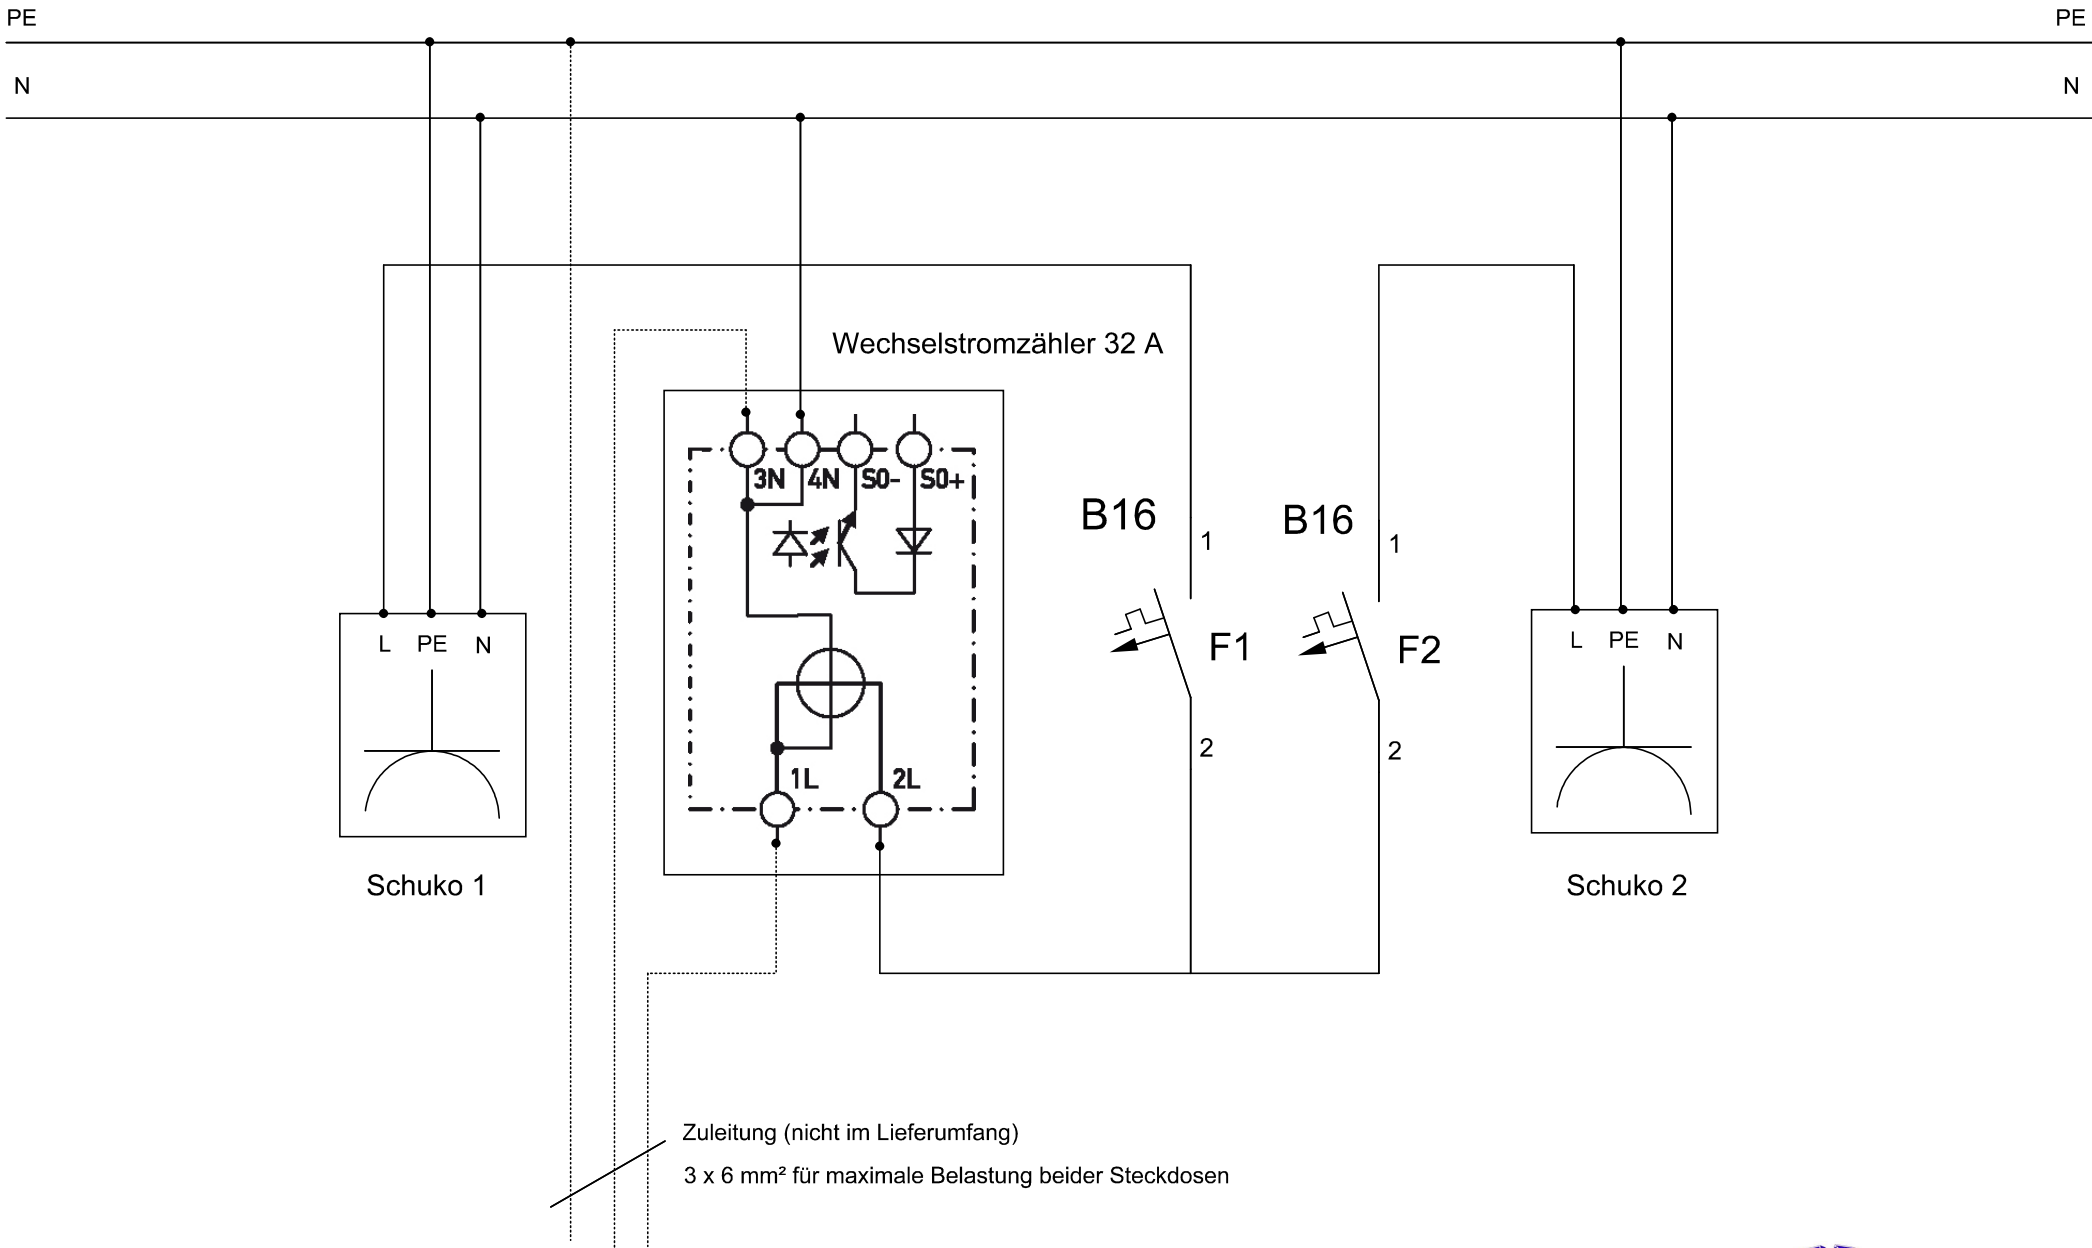 PE PE
N N
Wechselstromzähler 32 A
3N 4N S0- S0+
B16 B16
1 1
F1 F2
L PE N L PE N
2 2
1L 2L
Schuko 1 Schuko 2
Zuleitung (nicht im Lieferumfang)
3 x 6 mm² für maximale Belastung beider Steckdosen